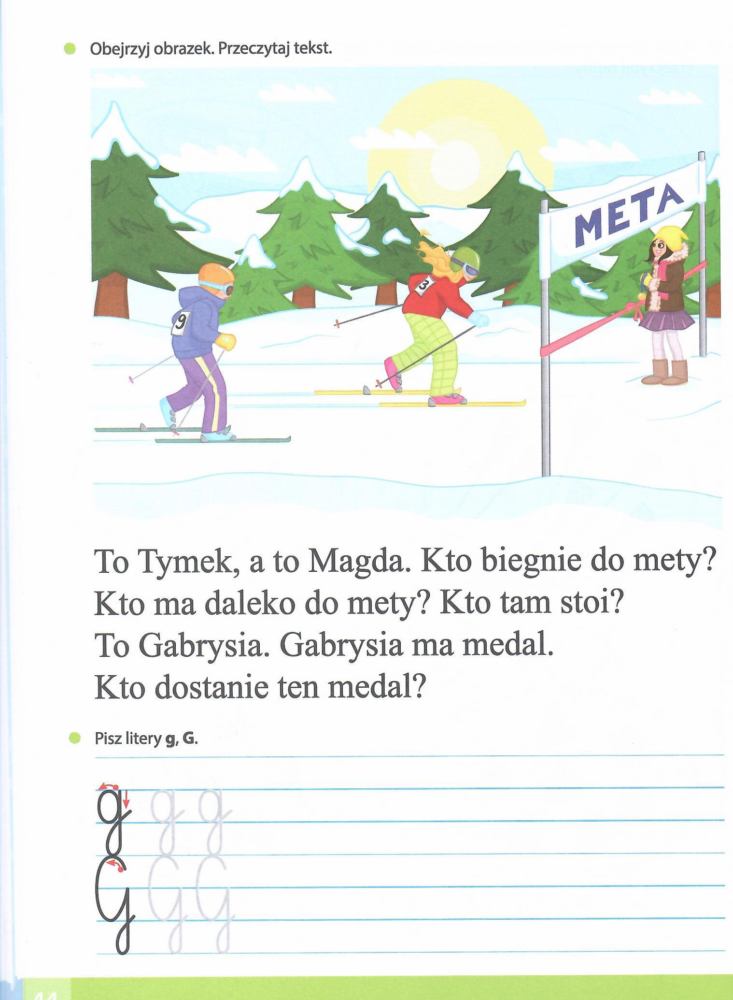 Obejrzyj obrazek. Przeczytaj tekst.
META
9
3
To Tymek, a to Magda. Kto biegnie do mety?
Kto ma daleko do mety? Kto tam stoi?
To Gabrysia. Gabrysia ma medal.
Kto dostanie ten medal?
Pisz litery g, G.
g g g
G G G